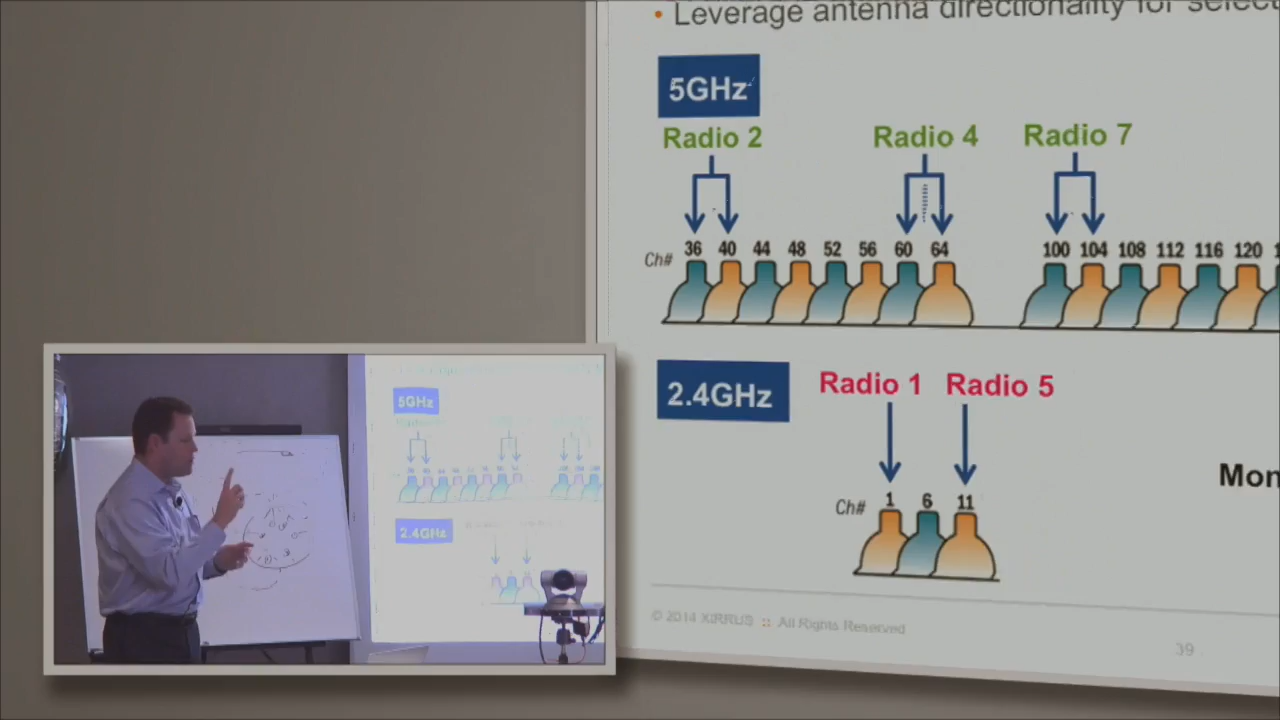 • Leverage antenna directionality for select
5GHz
Radio 2 Radio 4 Radio 7
Ch# 36 40 44 48 52 56 60 64 100 104 108 112 116 120
2.4GHz Radio 1 Radio 5
Mon
Ch# 1 6 11
© 2014 XIRRUS :: All Rights Reserved
39
5GHz
2.4GHz